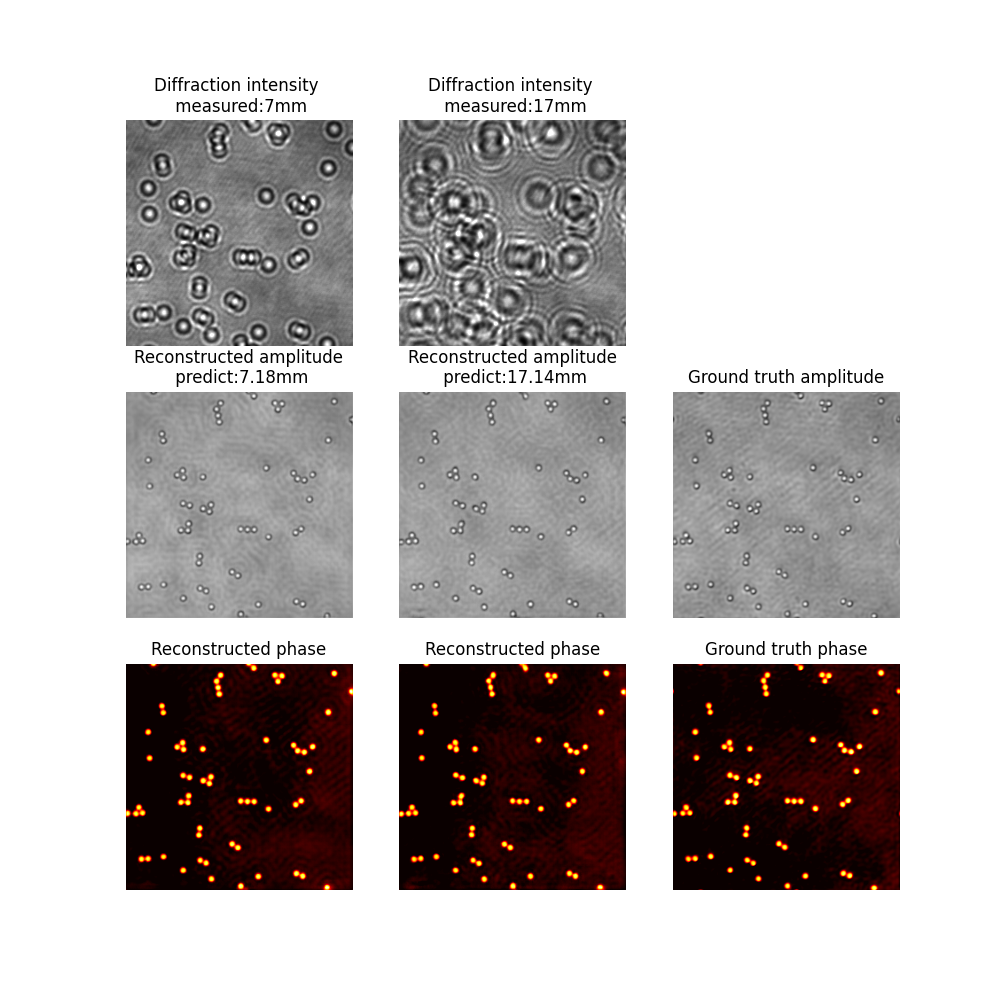 Diffraction intensity
measured:7mm
Diffraction intensity
measured:17mm
Reconstructed amplitude
predict:7.18mm
Reconstructed amplitude
predict:17.14mm
Ground truth amplitude
Reconstructed phase
Reconstructed phase
Ground truth phase